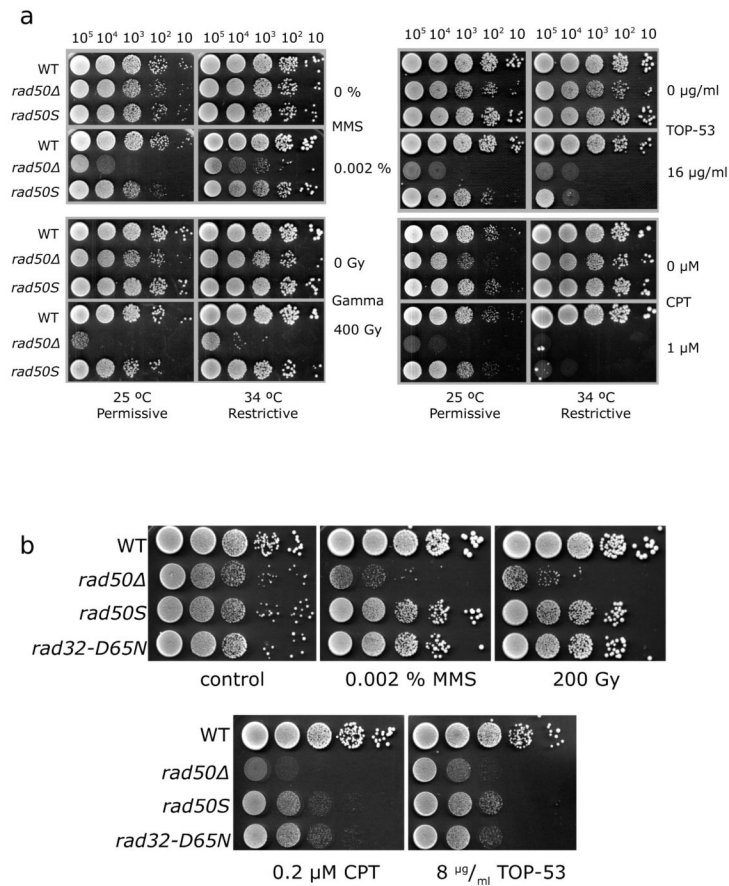 a
10⁵ 10⁴ 10³ 10² 10 10⁵ 10⁴ 10³ 10² 10
WT
rad50Δ
rad50S
0 %
MMS
WT
rad50Δ
rad50S
0.002 %
0 µg/ml
TOP-53
16 µg/ml
WT
rad50Δ
rad50S
0 Gy
Gamma
WT
rad50Δ
rad50S
400 Gy
0 µM
CPT
1 µM
25 ºC
Permissive
34 ºC
Restrictive
10⁵ 10⁴ 10³ 10² 10 10⁵ 10⁴ 10³ 10² 10
25 ºC
Permissive
34 ºC
Restrictive
b
WT
rad50Δ
rad50S
rad32-D65N
control
0.002 % MMS
200 Gy
WT
rad50Δ
rad50S
rad32-D65N
0.2 µM CPT
8 µg/ml TOP-53